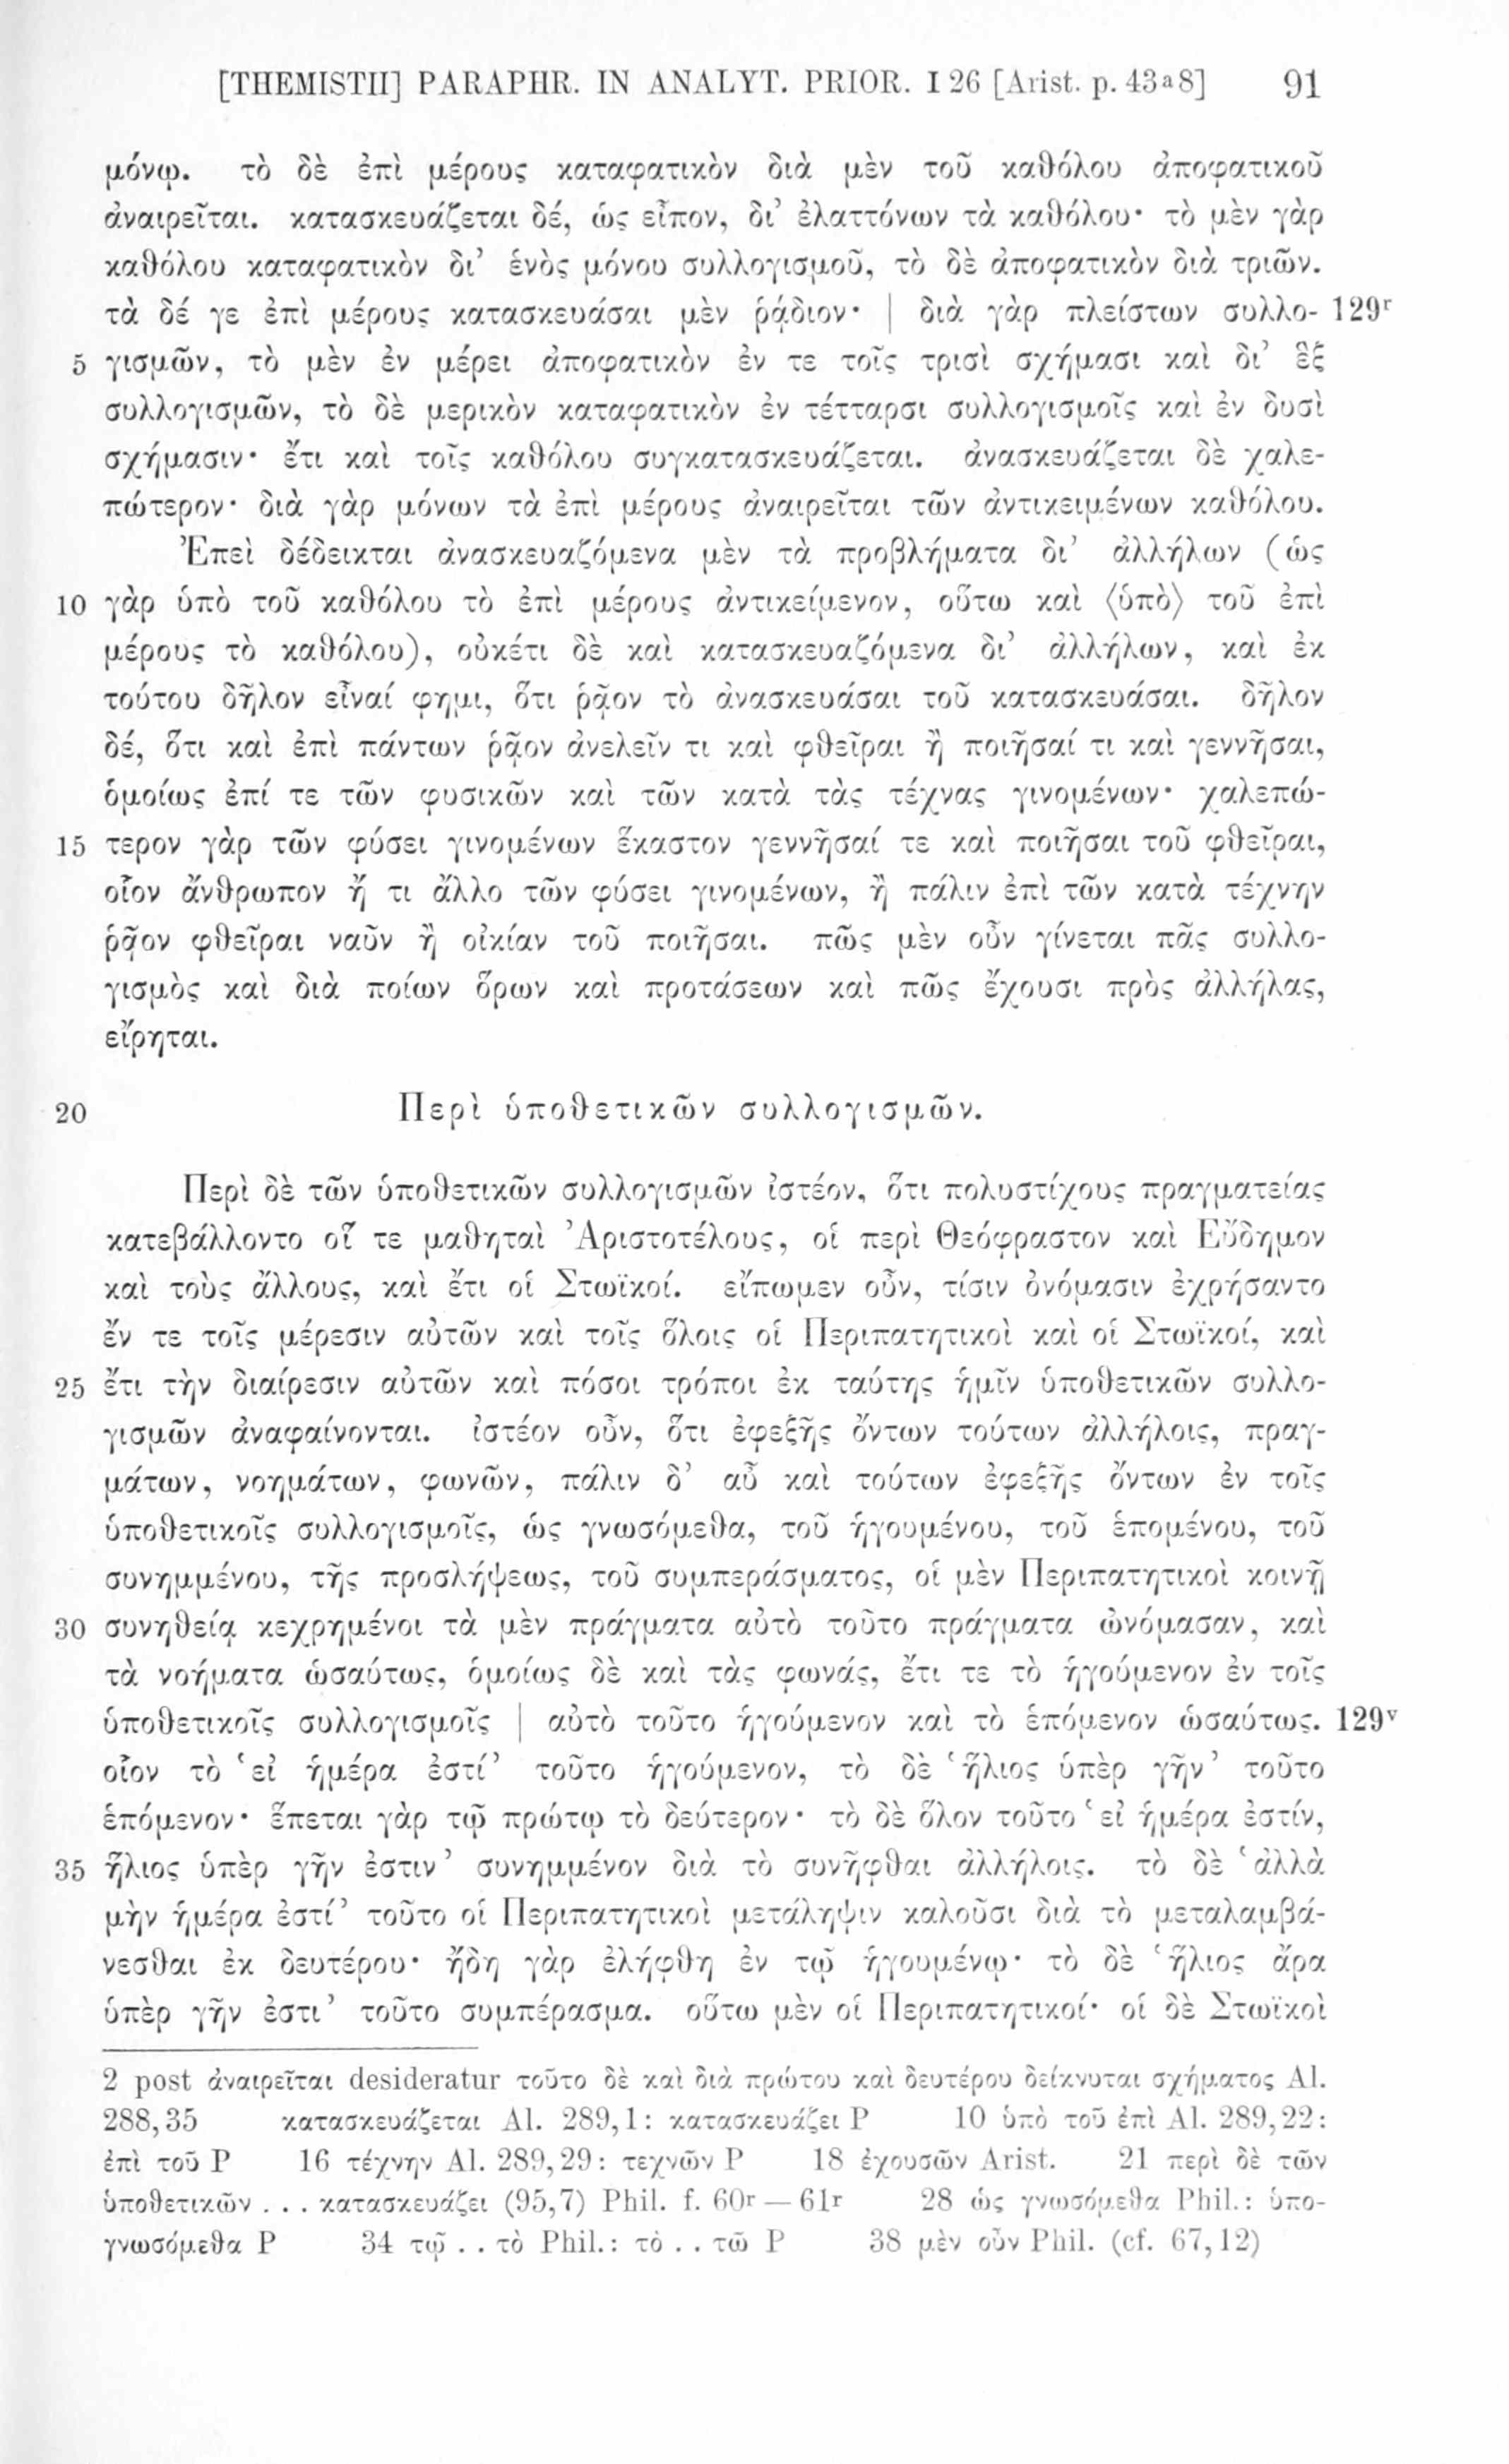 [THEMISTII] PARAPHR. IN ANALYT. PRIOR. I 26 [Arist. p. 43a8] 91
μόνῳ. τὸ δὲ ἐπὶ μέρους καταφατικὸν διὰ μὲν τοῦ καθόλου ἀποφατικοῦ
ἀναιρεῖται. κατασκευάζεται δέ, ὡς εἶπον, δι’ ἐλαττόνων τὰ καθόλου· τὸ μὲν γὰρ
καθόλου καταφατικὸν δι’ ἑνὸς μόνου συλλογισμοῦ, τὸ δὲ ἀποφατικὸν διὰ τριῶν.
τὰ δέ γε ἐπὶ μέρους κατασκευάσαι μὲν ῥᾴδιον· | διὰ γὰρ πλείστων συλλο- 129r
5 γισμῶν, τὸ μὲν ἐν μέρει ἀποφατικὸν ἐν τε τοῖς τρισὶ σχήμασι καὶ δι’ ἓξ
συλλογισμῶν, τὸ δὲ μερικὸν καταφατικὸν ἐν τέτταρσι συλλογισμοῖς καὶ ἐν δυσὶ
σχήμασιν· ἔτι καὶ τοῖς καθόλου συγκατασκευάζεται. ἀνασκευάζεται δὲ χαλε-
πώτερον· διὰ γὰρ μόνων τὰ ἐπὶ μέρους ἀναιρεῖται τῶν ἀντικειμένων καθόλου.
Ἐπεὶ δέδεικται ἀνασκευαζόμενα μὲν τὰ προβλήματα δι’ ἀλλήλων (ὡς
10 γὰρ ὑπὸ τοῦ καθόλου τὸ ἐπὶ μέρους ἀντικείμενον, οὕτω καὶ ⟨ὑπὸ⟩ τοῦ ἐπὶ
μέρους τὸ καθόλου), οὐκέτι δὲ καὶ κατασκευαζόμενα δι’ ἀλλήλων, καὶ ἐκ
τούτου δῆλον εἶναί φημι, ὅτι ῥᾷον τὸ ἀνασκευάσαι τοῦ κατασκευάσαι. δῆλον
δέ, ὅτι καὶ ἐπὶ πάντων ῥᾷον ἀνελεῖν τι καὶ φθεῖραι ἢ ποιῆσαί τι καὶ γεννῆσαι,
ὁμοίως ἐπί τε τῶν φυσικῶν καὶ τῶν κατὰ τὰς τέχνας γινομένων· χαλεπώ-
15 τερον γὰρ τῶν φύσει γινομένων ἕκαστον γεννῆσαί τε καὶ ποιῆσαι τοῦ φθεῖραι,
οἷον ἄνθρωπον ἤ τι ἄλλο τῶν φύσει γινομένων, ἢ πάλιν ἐπὶ τῶν κατὰ τέχνην
ῥᾷον φθεῖραι ναῦν ἢ οἰκίαν τοῦ ποιῆσαι. πῶς μὲν οὖν γίνεται πᾶς συλλο-
γισμὸς καὶ διὰ ποίων ὅρων καὶ προτάσεων καὶ πῶς ἔχουσι πρὸς ἀλλήλας,
εἴρηται.
20 Περὶ ὑποθετικῶν συλλογισμῶν.
Περὶ δὲ τῶν ὑποθετικῶν συλλογισμῶν ἰστέον, ὅτι πολυστίχους πραγματείας
κατεβάλλοντο οἵ τε μαθηταὶ Ἀριστοτέλους, οἱ περὶ Θεόφραστον καὶ Εὔδημον
καὶ τοὺς ἄλλους, καὶ ἔτι οἱ Στωϊκοί. εἴπωμεν οὖν, τίσιν ὀνόμασιν ἐχρήσαντο
ἔν τε τοῖς μέρεσιν αὐτῶν καὶ τοῖς ὅλοις οἱ Περιπατητικοὶ καὶ οἱ Στωϊκοί, καὶ
25 ἔτι τὴν διαίρεσιν αὐτῶν καὶ πόσοι τρόποι ἐκ ταύτης ἡμῖν ὑποθετικῶν συλλο-
γισμῶν ἀναφαίνονται. ἰστέον οὖν, ὅτι ἐφεξῆς ὄντων τούτων ἀλλήλοις, πραγ-
μάτων, νοημάτων, φωνῶν, πάλιν δ’ αὖ καὶ τούτων ἐφεξῆς ὄντων ἐν τοῖς
ὑποθετικοῖς συλλογισμοῖς, ὡς γνωσόμεθα, τοῦ ἡγουμένου, τοῦ ἑπομένου, τοῦ
συνημμένου, τῆς προσλήψεως, τοῦ συμπεράσματος, οἱ μὲν Περιπατητικοὶ κοινῇ
30 συνηθείᾳ κεχρημένοι τὰ μὲν πράγματα αὐτὸ τοῦτο πράγματα ὠνόμασαν, καὶ
τὰ νοήματα ὡσαύτως, ὁμοίως δὲ καὶ τὰς φωνάς, ἔτι τε τὸ ἡγούμενον ἐν τοῖς
ὑποθετικοῖς συλλογισμοῖς | αὐτὸ τοῦτο ἡγούμενον καὶ τὸ ἑπόμενον ὡσαύτως. 129v
οἷον τὸ ‘εἰ ἡμέρα ἐστί’ τοῦτο ἡγούμενον, τὸ δὲ ‘ἥλιος ὑπὲρ γῆν’ τοῦτο
ἑπόμενον· ἕπεται γὰρ τῷ πρώτῳ τὸ δεύτερον· τὸ δὲ ὅλον τοῦτο ‘εἰ ἡμέρα ἐστίν,
35 ἥλιος ὑπὲρ γῆν ἐστιν’ συνημμένον διὰ τὸ συνῆφθαι ἀλλήλοις. τὸ δὲ ‘ἀλλὰ
μὴν ἡμέρα ἐστί’ τοῦτο οἱ Περιπατητικοὶ μετάληψιν καλοῦσι διὰ τὸ μεταλαμβά-
νεσθαι ἐκ δευτέρου· ἤδη γὰρ ἐλήφθη ἐν τῷ ἡγουμένῳ· τὸ δὲ ‘ἥλιος ἄρα
ὑπὲρ γῆν ἐστι’ τοῦτο συμπέρασμα. οὕτω μὲν οἱ Περιπατητικοί· οἱ δὲ Στωϊκοὶ
2 post ἀναιρεῖται desideratur τοῦτο δὲ καὶ διὰ πρώτου καὶ δευτέρου δείκνυται σχήματος Al.
288,35 κατασκευάζεται Al. 289,1: κατασκευάζει P 10 ὑπὸ τοῦ ἐπὶ Al. 289,22:
ἐπὶ τοῦ P 16 τέχνην Al. 289,29: τεχνῶν P 18 ἐχουσῶν Arist. 21 περὶ δὲ τῶν
ὑποθετικῶν . . . κατασκευάζει (95,7) Phil. f. 60r — 61r 28 ὡς γνωσόμεθα Phil.: ὑπο-
γνωσόμεθα P 34 τῷ . . τὸ Phil.: τὸ . . τῶ P 38 μὲν οὖν Phil. (cf. 67,12)